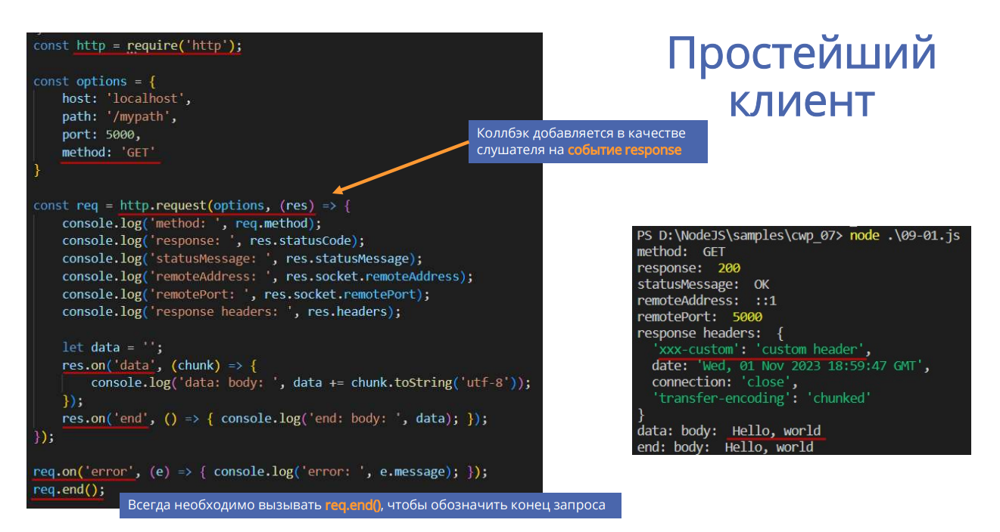 Простейший
клиент
const http = require('http');
const options = {
host: 'localhost',
path: '/mypath',
port: 5000,
method: 'GET'
}
Коллбэк добавляется в качестве
слушателя на событие response
const req = http.request(options, (res) => {
console.log('method: ', req.method);
console.log('response: ', res.statusCode);
console.log('statusMessage: ', res.statusMessage);
console.log('remoteAddress: ', res.socket.remoteAddress);
console.log('remotePort: ', res.socket.remotePort);
console.log('response headers: ', res.headers);
let data = '';
res.on('data', (chunk) => {
console.log('data: body: ', data += chunk.toString('utf-8'));
});
res.on('end', () => { console.log('end: body: ', data); });
});
req.on('error', (e) => { console.log('error: ', e.message); });
req.end();
Всегда необходимо вызывать req.end(), чтобы обозначить конец запроса
PS D:\NodeJS\samples\cwp_07> node .\09-01.js
method:  GET
response:  200
statusMessage:  OK
remoteAddress:  ::1
remotePort:  5000
response headers:  {
'xxx-custom': 'custom header',
date: 'Wed, 01 Nov 2023 18:59:47 GMT',
connection: 'close',
'transfer-encoding': 'chunked'
}
data: body:  Hello, world
end: body:  Hello, world